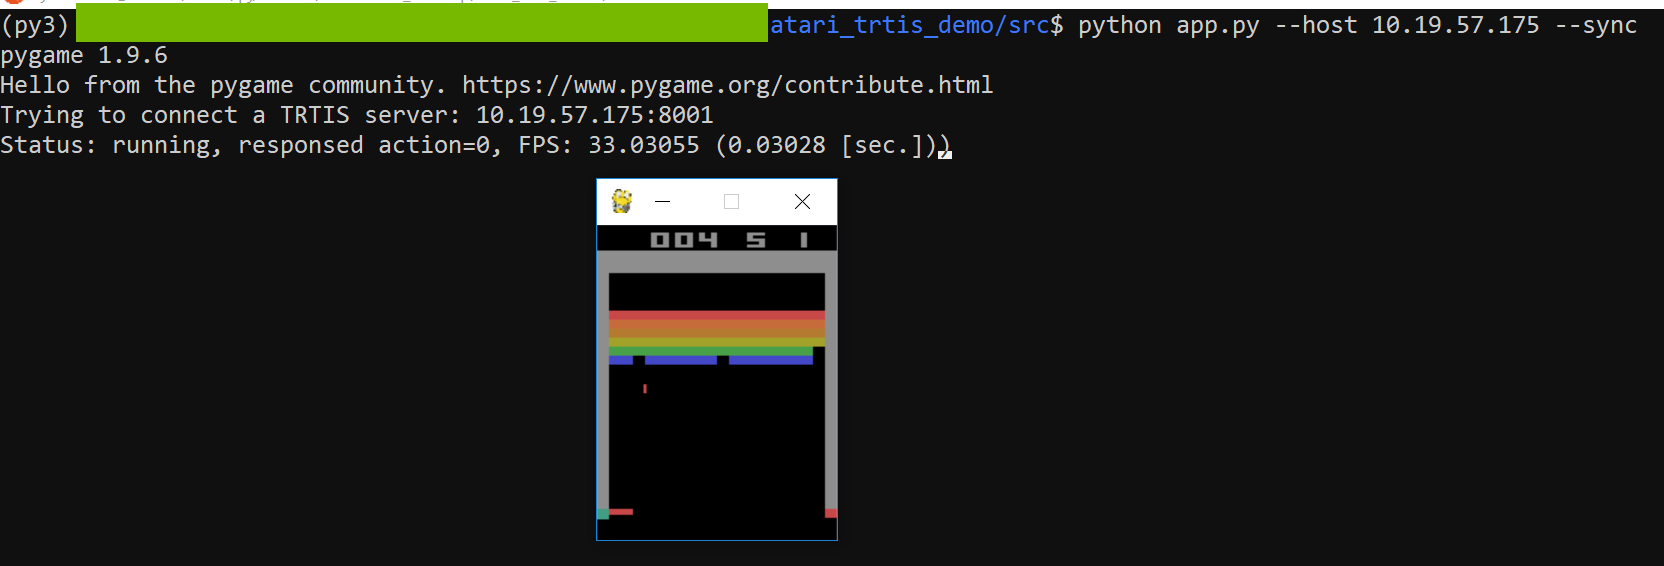 (py3) atari_trtis_demo/src$ python app.py --host 10.19.57.175 --sync
pygame 1.9.6
Hello from the pygame community. https://www.pygame.org/contribute.html
Trying to connect a TRTIS server: 10.19.57.175:8001
Status: running, responsed action=0, FPS: 33.03055 (0.03028 [sec.]))
004 5 1